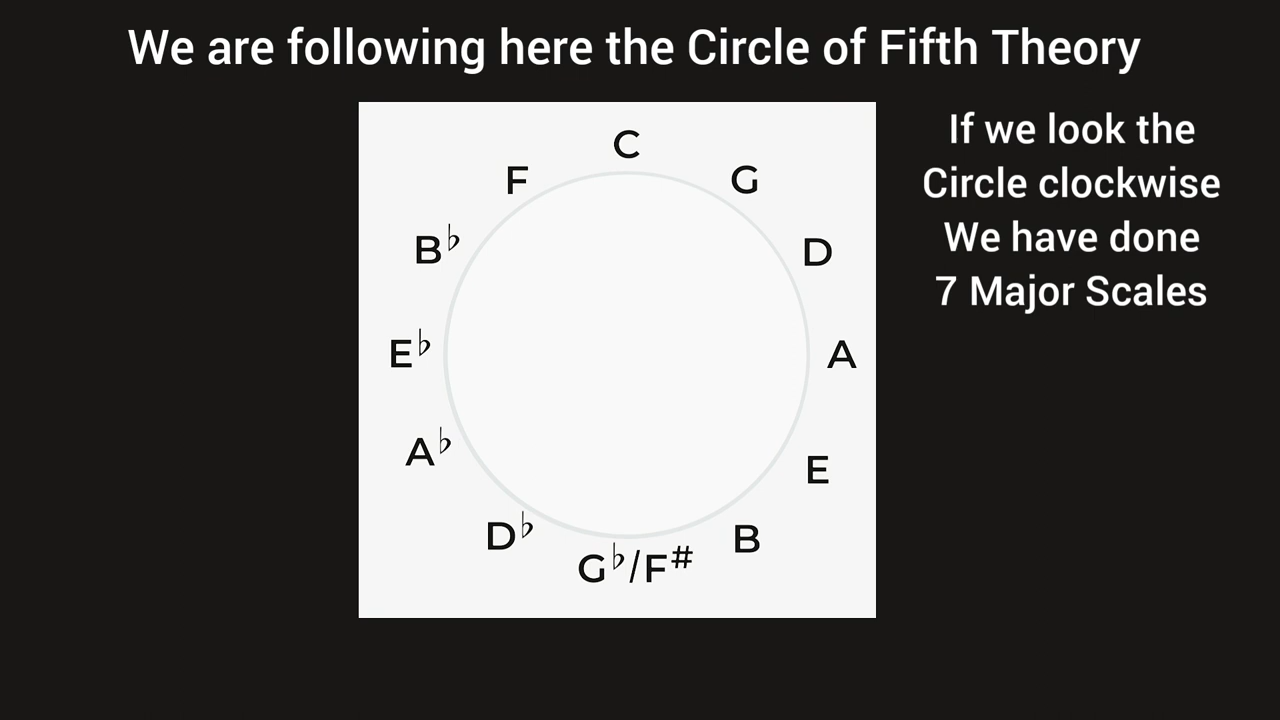 We are following here the Circle of Fifth Theory
If we look the
Circle clockwise
We have done
7 Major Scales
C
G
D
A
E
B
G♭/F#
D♭
A♭
E♭
B♭
F